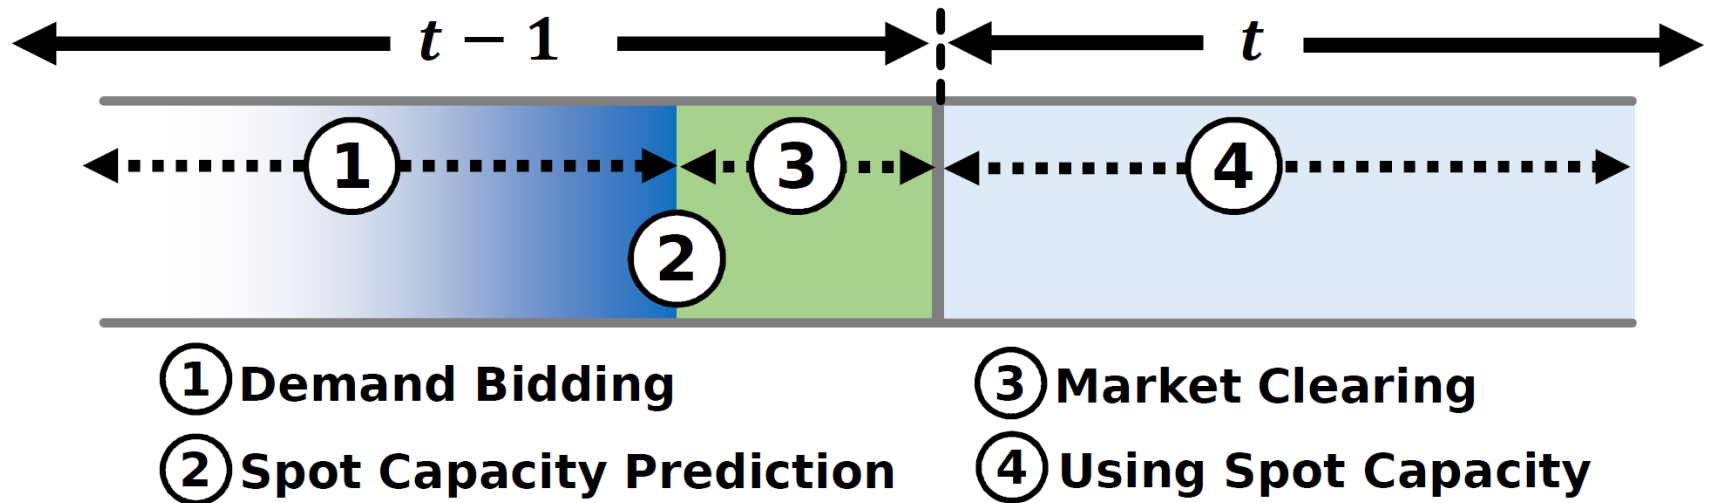 t − 1 t
1 3 4
2
1 Demand Bidding
2 Spot Capacity Prediction
3 Market Clearing
4 Using Spot Capacity